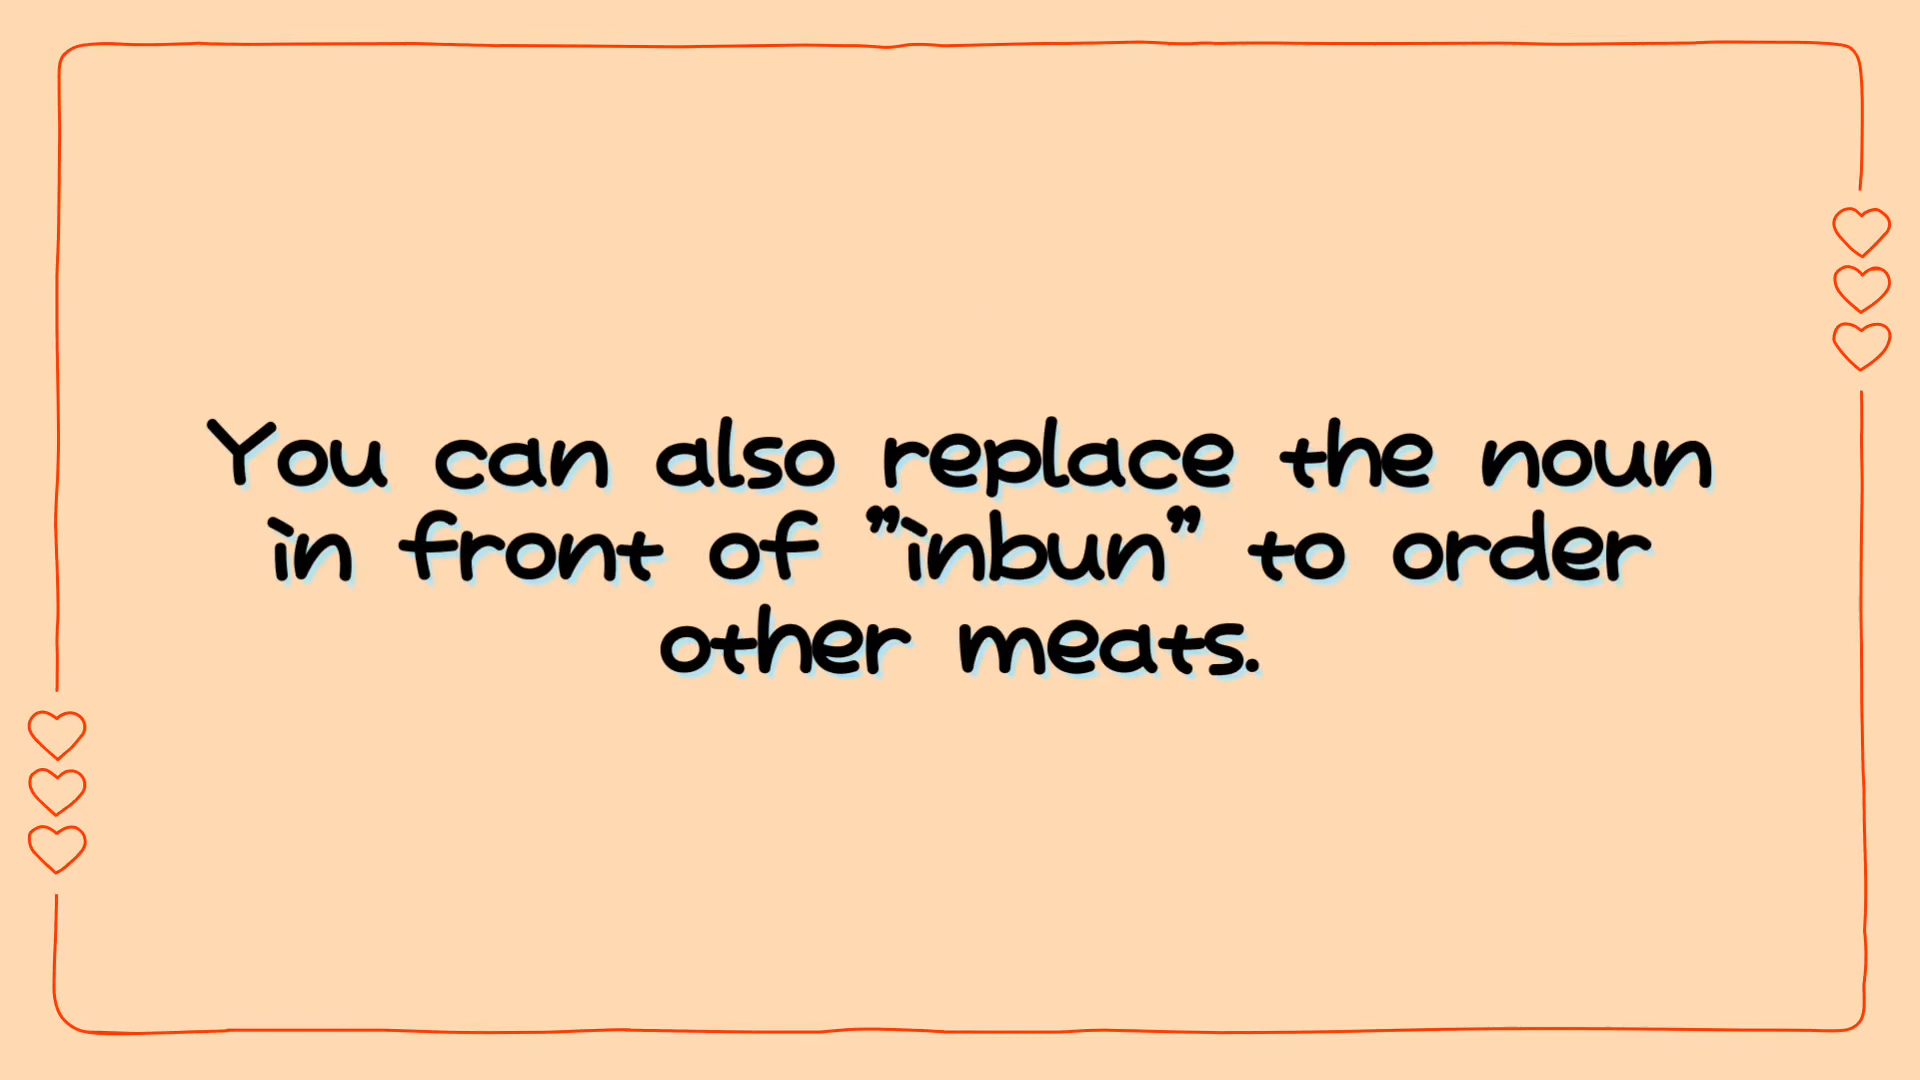 You can also replace the noun
in front of "inbun" to order
other meats.